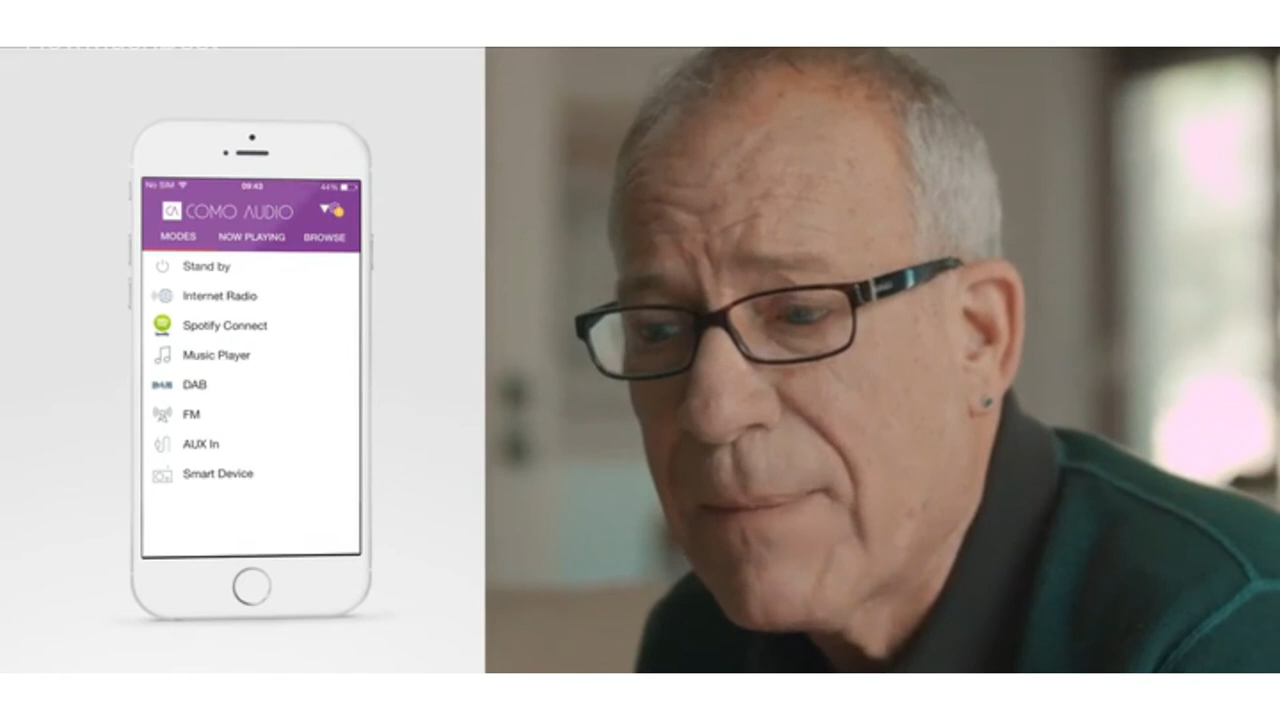 No SIM 09:43 44%
CA COMO AUDIO
MODES NOW PLAYING BROWSE
Stand by
Internet Radio
Spotify Connect
Music Player
DAB
FM
AUX In
Smart Device